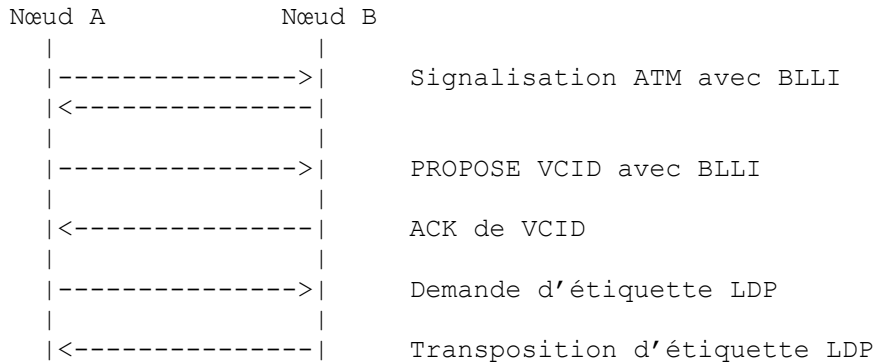 Nœud A Nœud B
Signalisation ATM avec BLLI
PROPOSE VCID avec BLLI
ACK de VCID
Demande d’étiquette LDP
Transposition d’étiquette LDP